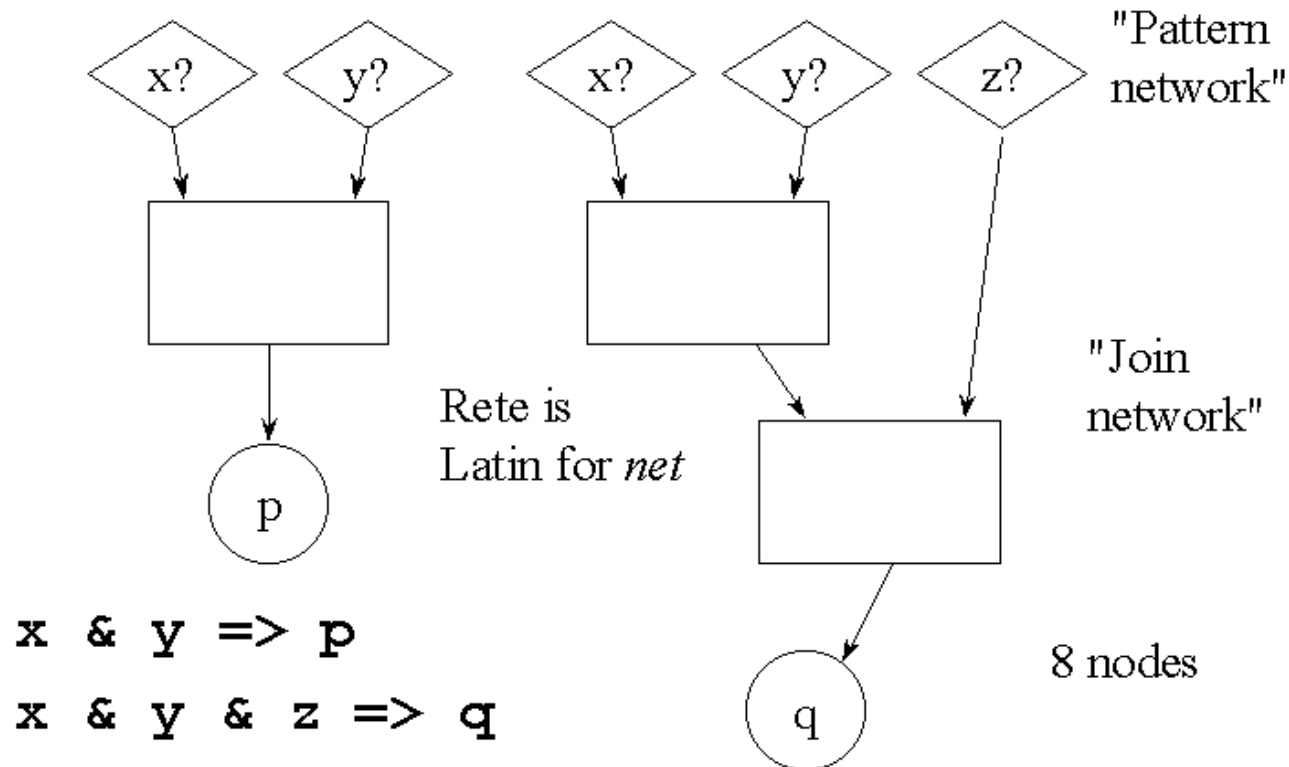 x?
y?
x?
y?
z?
"Pattern
network"
"Join
network"
Rete is
Latin for net
p
x & y => p
x & y & z => q
8 nodes
q